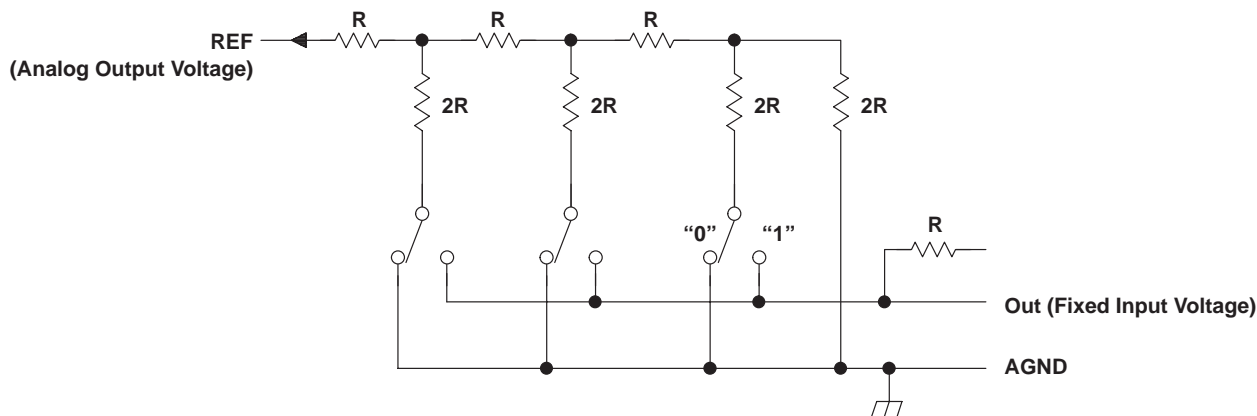 R R R
REF
(Analog Output Voltage)
2R 2R 2R 2R
“0” “1” R
Out (Fixed Input Voltage)
AGND